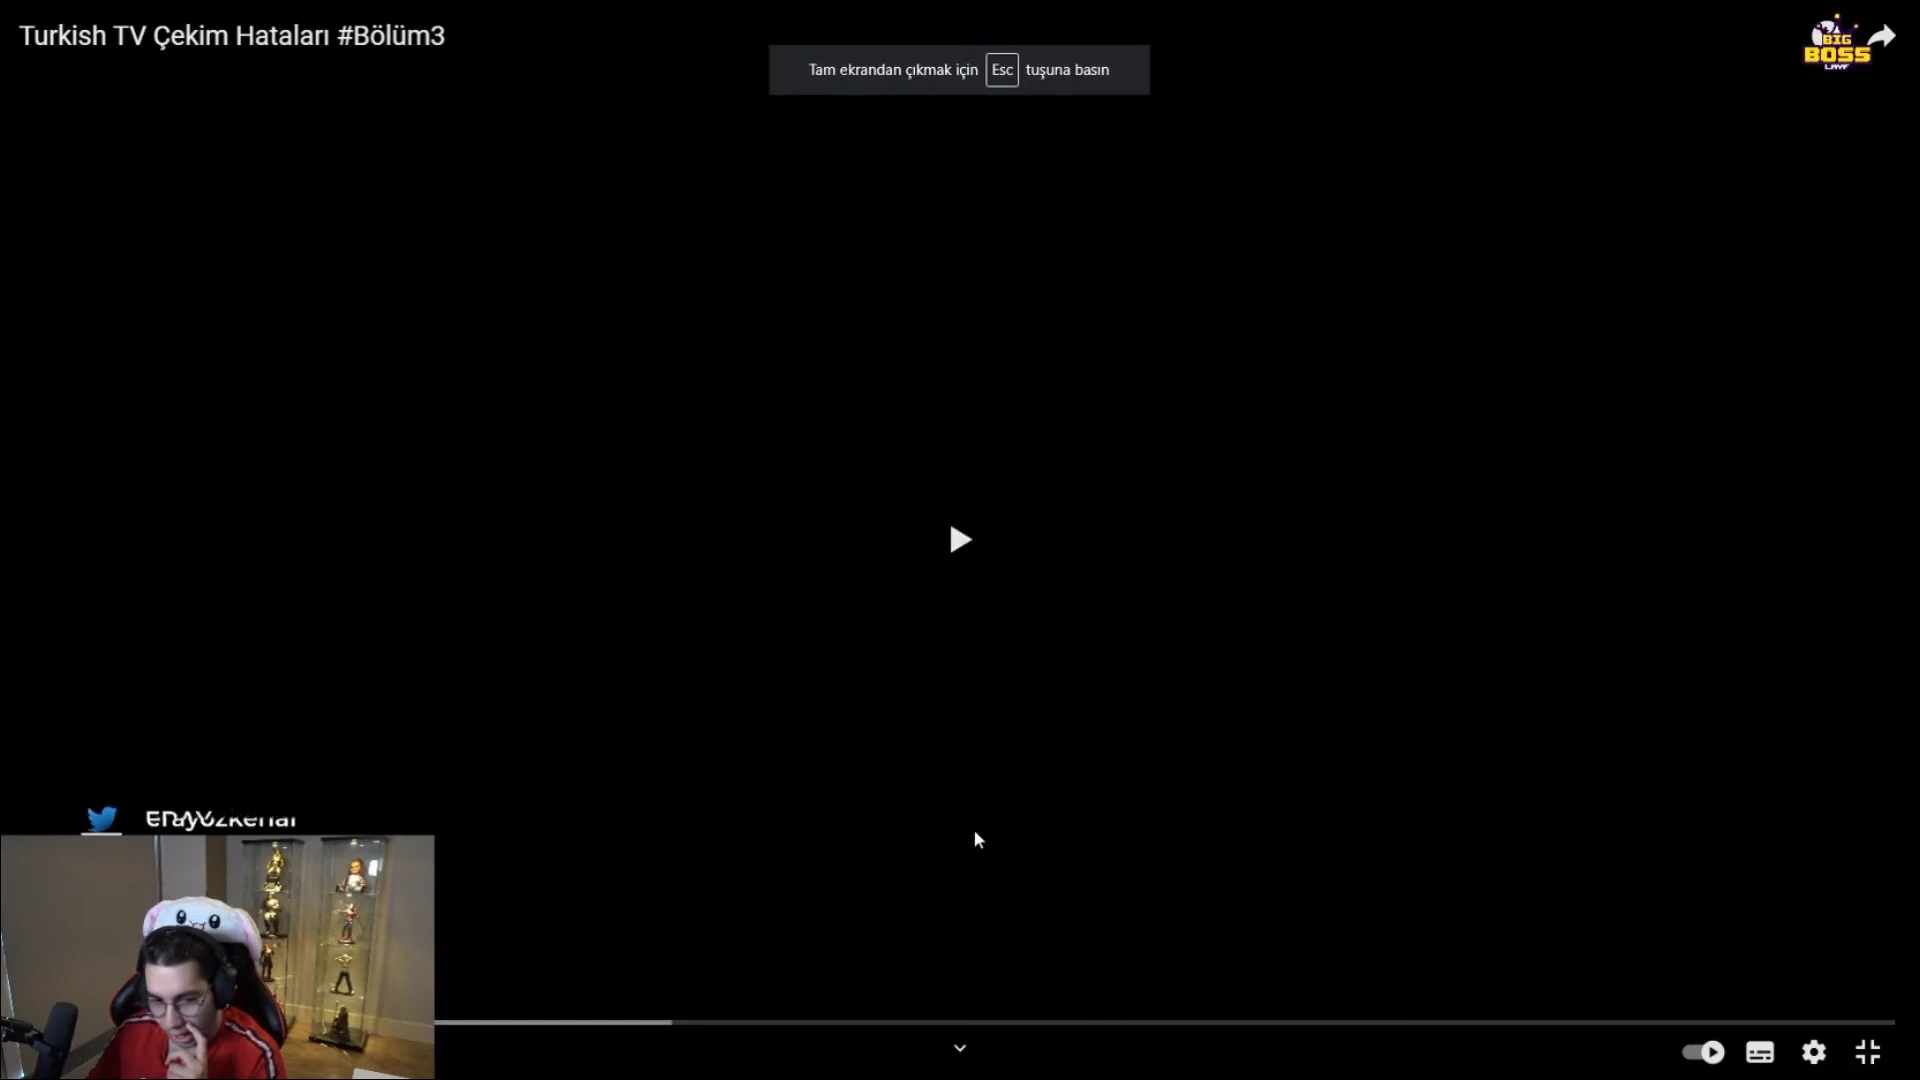 Turkish TV Çekim Hataları #Bölüm3
BIG
BOSS
Tam ekrandan çıkmak için Esc tuşuna basın